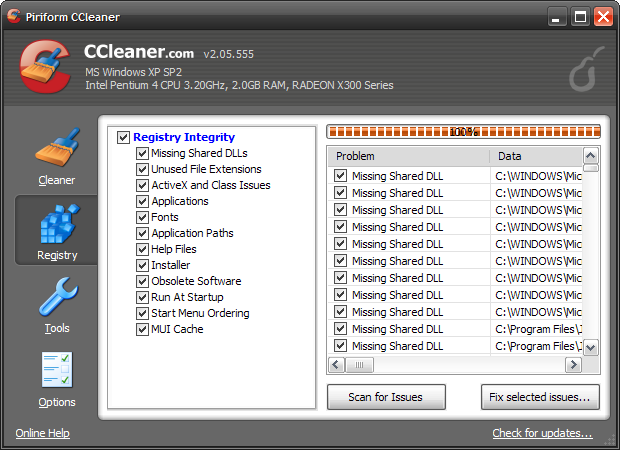 Piriform CCleaner
CCleaner.com v2.05.555
MS Windows XP SP2
Intel Pentium 4 CPU 3.20GHz, 2.0GB RAM, RADEON X300 Series
Cleaner
Registry
Tools
Options
Registry Integrity
Missing Shared DLLs
Unused File Extensions
ActiveX and Class Issues
Applications
Fonts
Application Paths
Help Files
Installer
Obsolete Software
Run At Startup
Start Menu Ordering
MUI Cache
100%
Problem Data
Missing Shared DLL C:\WINDOWS\Mic
Missing Shared DLL C:\WINDOWS\Mic
Missing Shared DLL C:\WINDOWS\Mic
Missing Shared DLL C:\WINDOWS\Mic
Missing Shared DLL C:\WINDOWS\Mic
Missing Shared DLL C:\WINDOWS\Mic
Missing Shared DLL C:\WINDOWS\Mic
Missing Shared DLL C:\WINDOWS\Mic
Missing Shared DLL C:\WINDOWS\Mic
Missing Shared DLL C:\Program Files\J
Missing Shared DLL C:\Program Files\J
Scan for Issues
Fix selected issues...
Online Help
Check for updates...